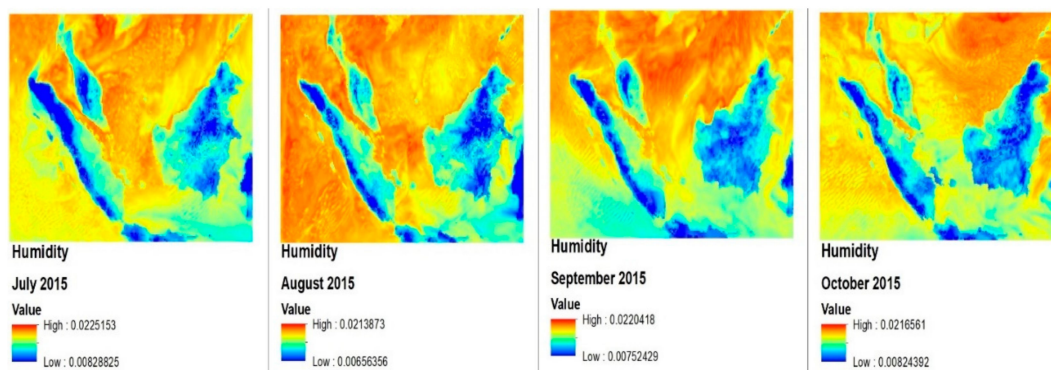 Humidity
July 2015
Value
High : 0.0225153
Low : 0.00828825
Humidity
August 2015
Value
High : 0.0213873
Low : 0.00656356
Humidity
September 2015
Value
High : 0.0220418
Low : 0.00752429
Humidity
October 2015
Value
High : 0.0216561
Low : 0.00824392